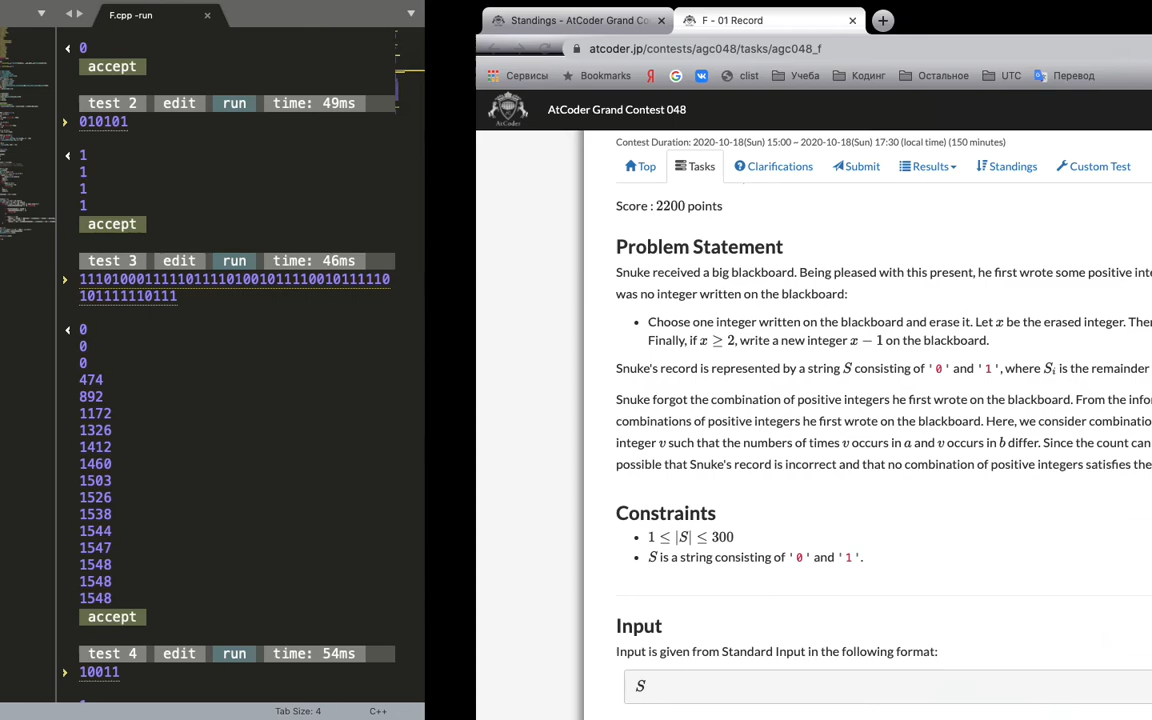 F.cpp -run
0
accept
test 2 edit run time: 49ms
010101
1
1
1
1
accept
test 3 edit run time: 46ms
11101000111110111101001011110010111110
101111110111
0
0
0
474
892
1172
1326
1412
1460
1503
1526
1538
1544
1547
1548
1548
1548
accept
test 4 edit run time: 54ms
10011
Tab Size: 4 C++
Standings - AtCoder Grand Co
F - 01 Record
atcoder.jp/contests/agc048/tasks/agc048_f
Сервисы Bookmarks clist Учеба Кодинг Остальное UTC Перевод
AtCoder Grand Contest 048
Contest Duration: 2020-10-18(Sun) 15:00 ~ 2020-10-18(Sun) 17:30 (local time) (150 minutes)
Top Tasks Clarifications Submit Results Standings Custom Test
Score : 2200 points
Problem Statement
Snuke received a big blackboard. Being pleased with this present, he first wrote some positive inte
was no integer written on the blackboard:
• Choose one integer written on the blackboard and erase it. Let x be the erased integer. Then
Finally, if x ≥ 2, write a new integer x − 1 on the blackboard.
Snuke's record is represented by a string S consisting of '0' and '1', where Si is the remainder
Snuke forgot the combination of positive integers he first wrote on the blackboard. From the infor
combinations of positive integers he first wrote on the blackboard. Here, we consider combinatio
integer v such that the numbers of times v occurs in a and v occurs in b differ. Since the count can
possible that Snuke's record is incorrect and that no combination of positive integers satisfies the
Constraints
• 1 ≤ |S| ≤ 300
• S is a string consisting of '0' and '1'.
Input
Input is given from Standard Input in the following format:
S